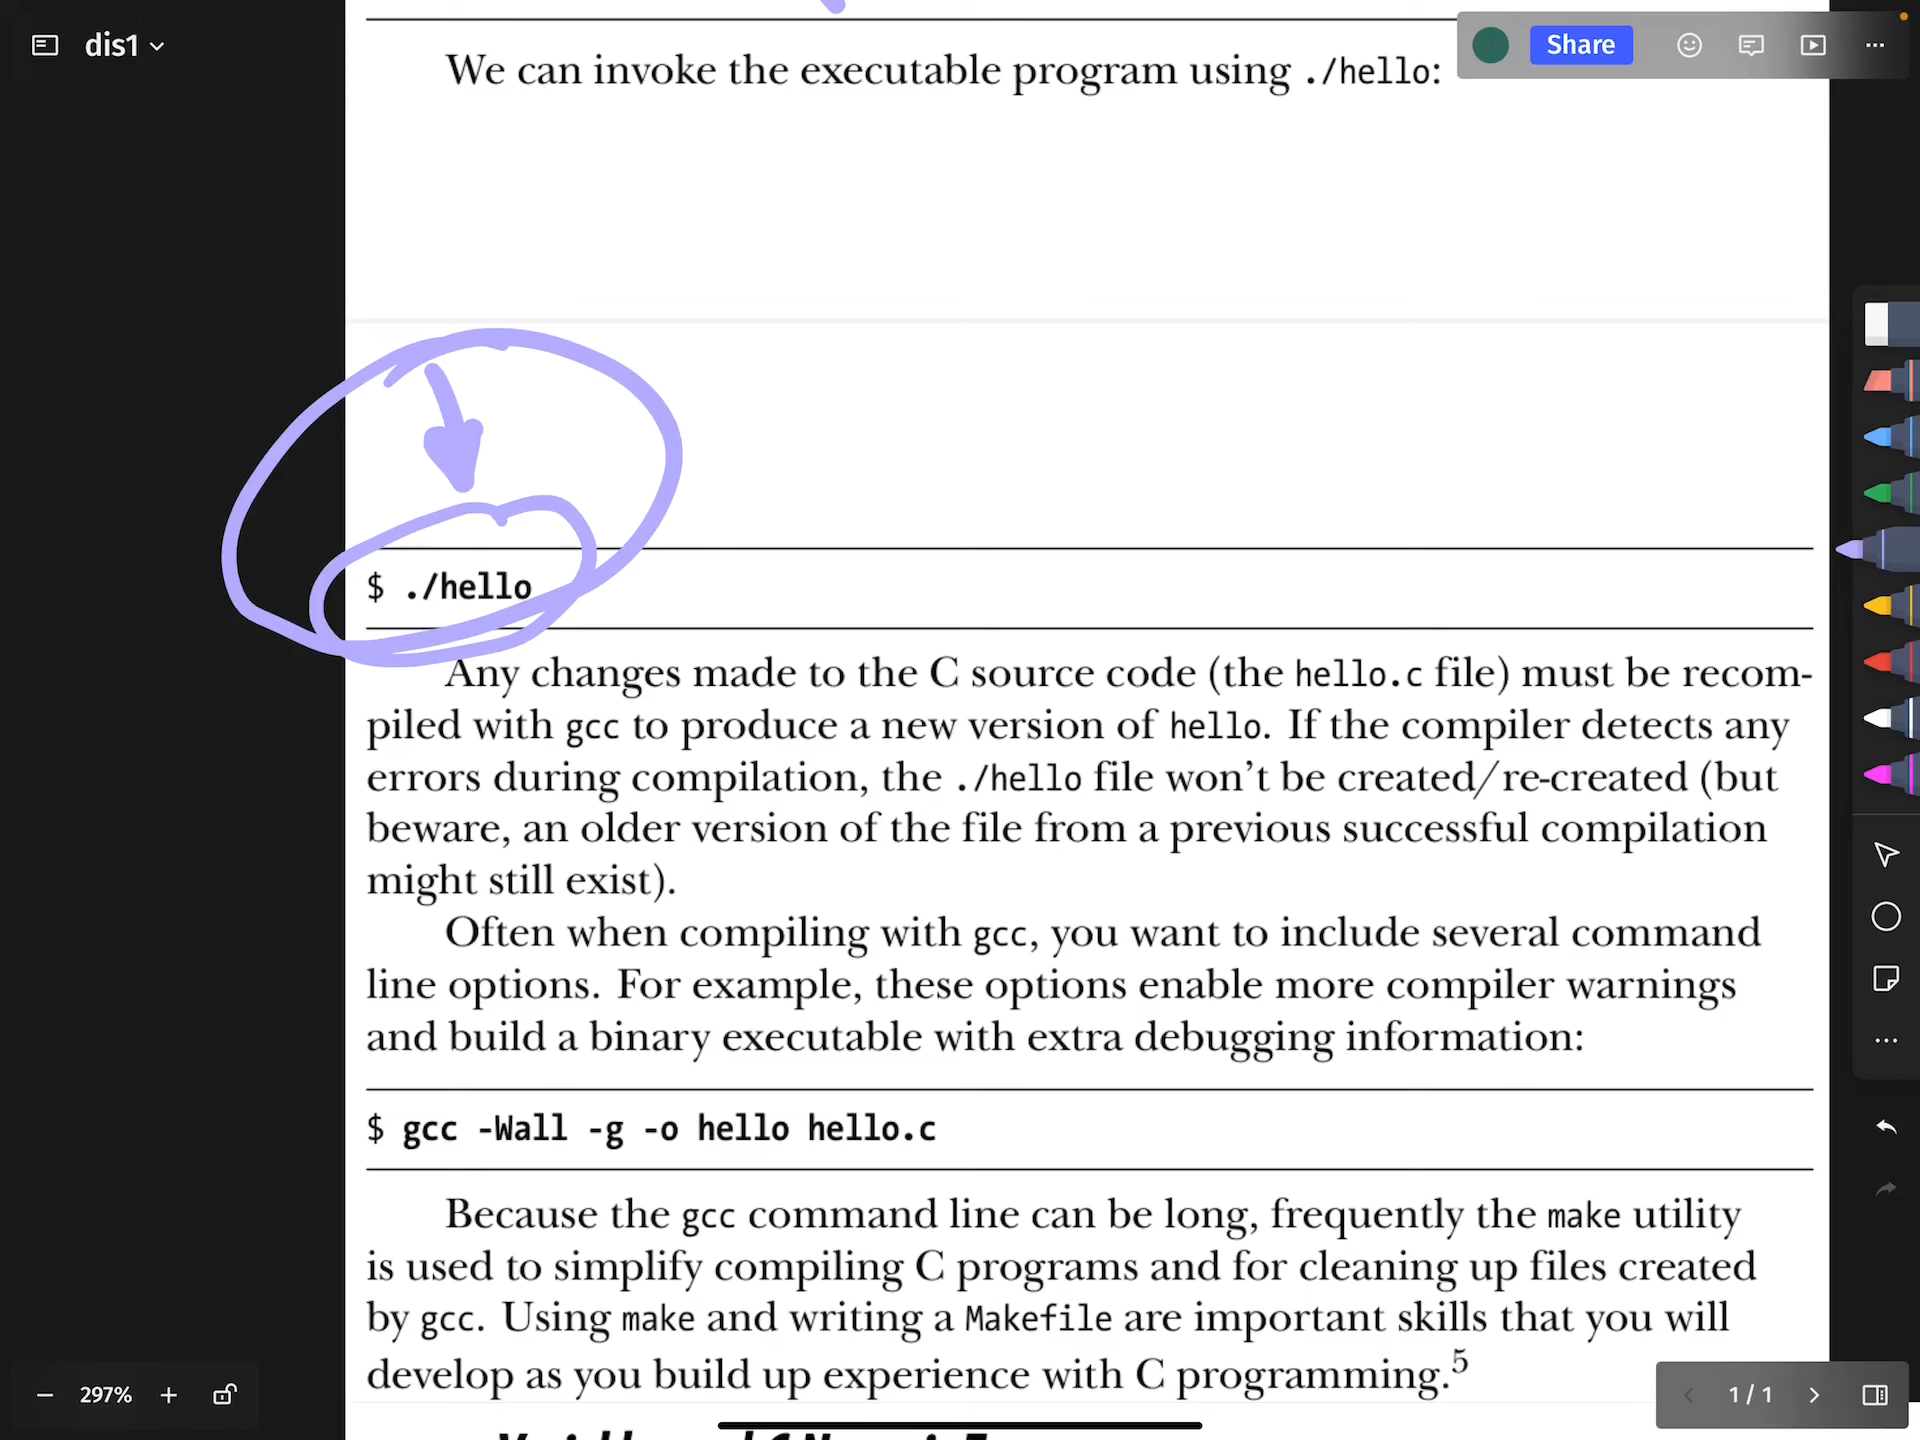 dis1
Share
We can invoke the executable program using ./hello:
$ ./hello
Any changes made to the C source code (the hello.c file) must be recom-
piled with gcc to produce a new version of hello. If the compiler detects any
errors during compilation, the ./hello file won’t be created/re-created (but
beware, an older version of the file from a previous successful compilation
might still exist).
Often when compiling with gcc, you want to include several command
line options. For example, these options enable more compiler warnings
and build a binary executable with extra debugging information:
$ gcc -Wall -g -o hello hello.c
Because the gcc command line can be long, frequently the make utility
is used to simplify compiling C programs and for cleaning up files created
by gcc. Using make and writing a Makefile are important skills that you will
develop as you build up experience with C programming.⁵
297%
1 / 1